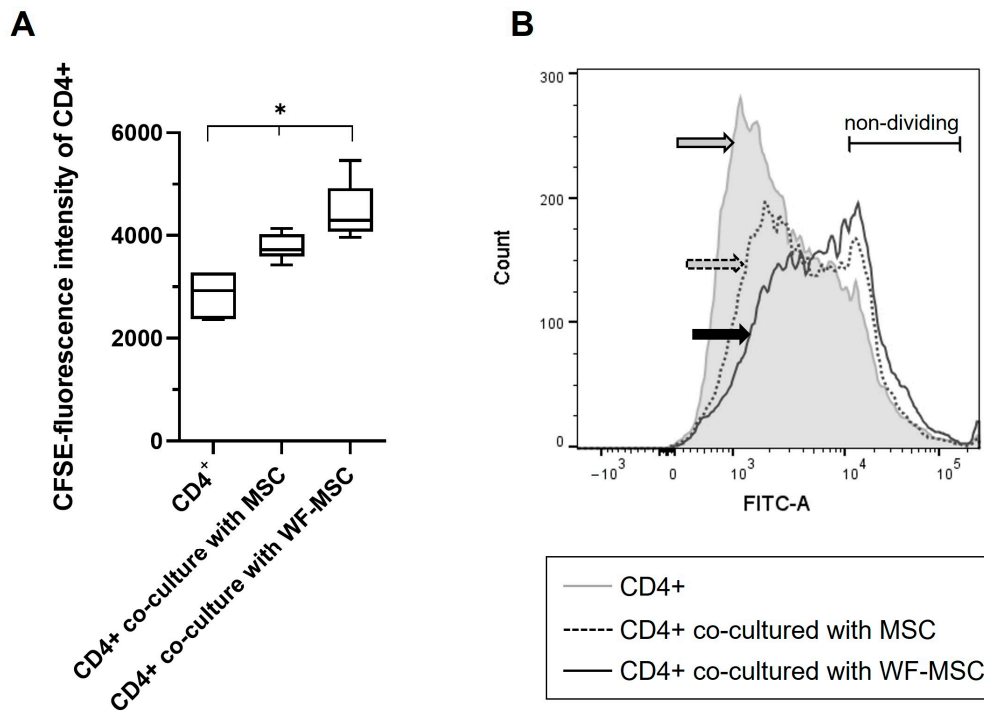 A
CFSE-fluorescence intensity of CD4+
*
6000
4000
2000
0
CD4⁺
CD4+ co-culture with MSC
CD4+ co-culture with WF-MSC
B
non-dividing
Count
300
200
100
0
−10³
0
10³
10⁴
10⁵
FITC-A
CD4+
CD4+ co-cultured with MSC
CD4+ co-cultured with WF-MSC